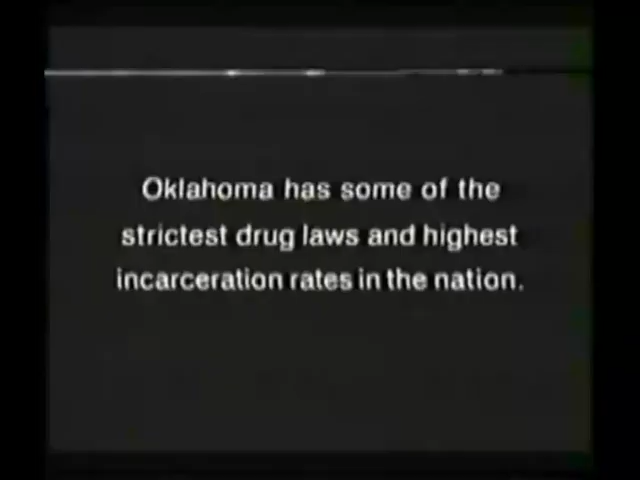 Oklahoma has some of the
strictest drug laws and highest
incarceration rates in the nation.